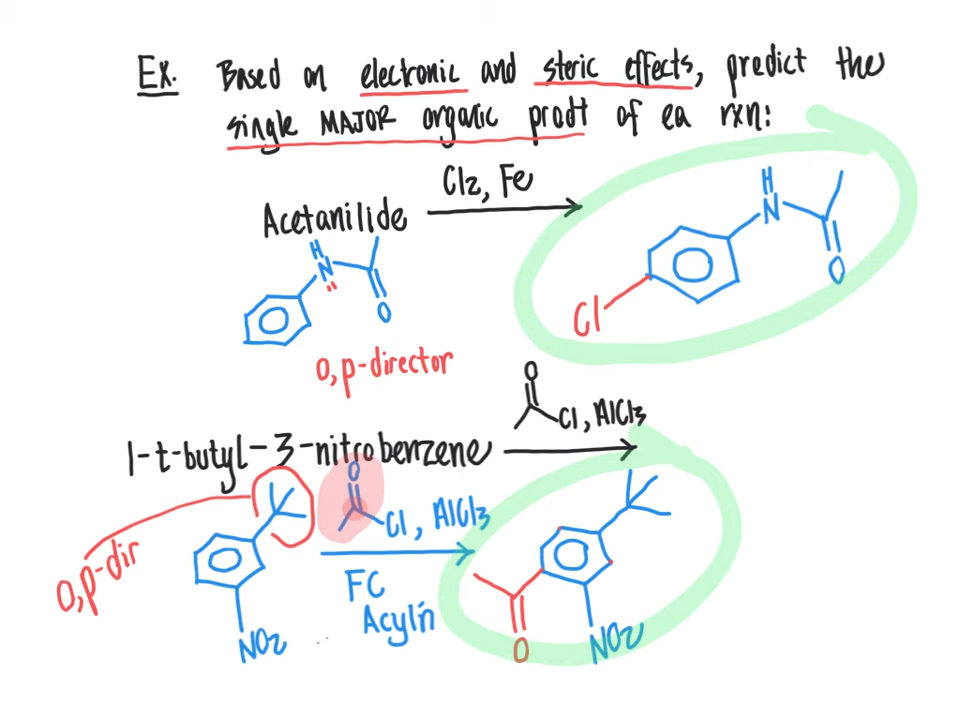 Ex. Based on electronic and steric effects, predict the
single MAJOR organic prodt of ea rxn:
Cl2, Fe
Acetanilide
H
N
O
H
N
O
Cl
O,p-director
O
Cl, AlCl3
1-t-butyl-3-nitrobenzene
O
Cl, AlCl3
O,p-dir
FC
Acyl'n
NO2
O
NO2